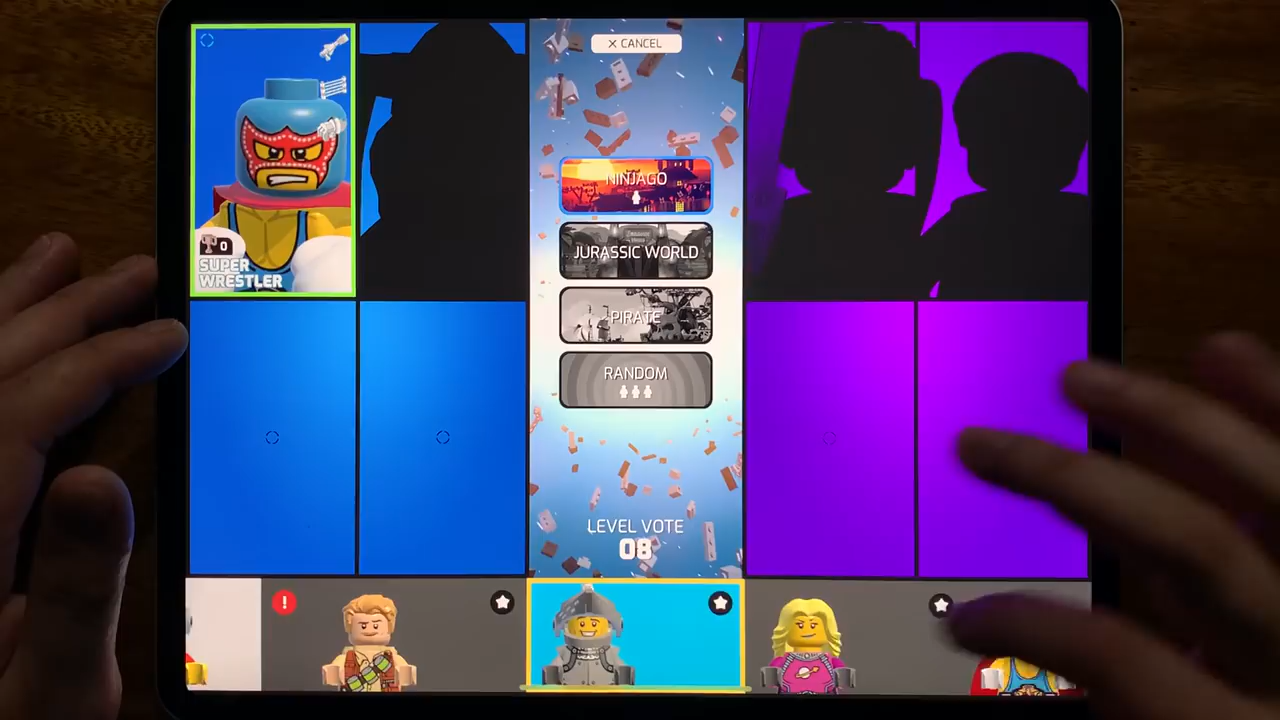 × CANCEL
NINJAGO
JURASSIC WORLD
PIRATE
RANDOM
0
SUPER
WRESTLER
LEVEL VOTE
08
!